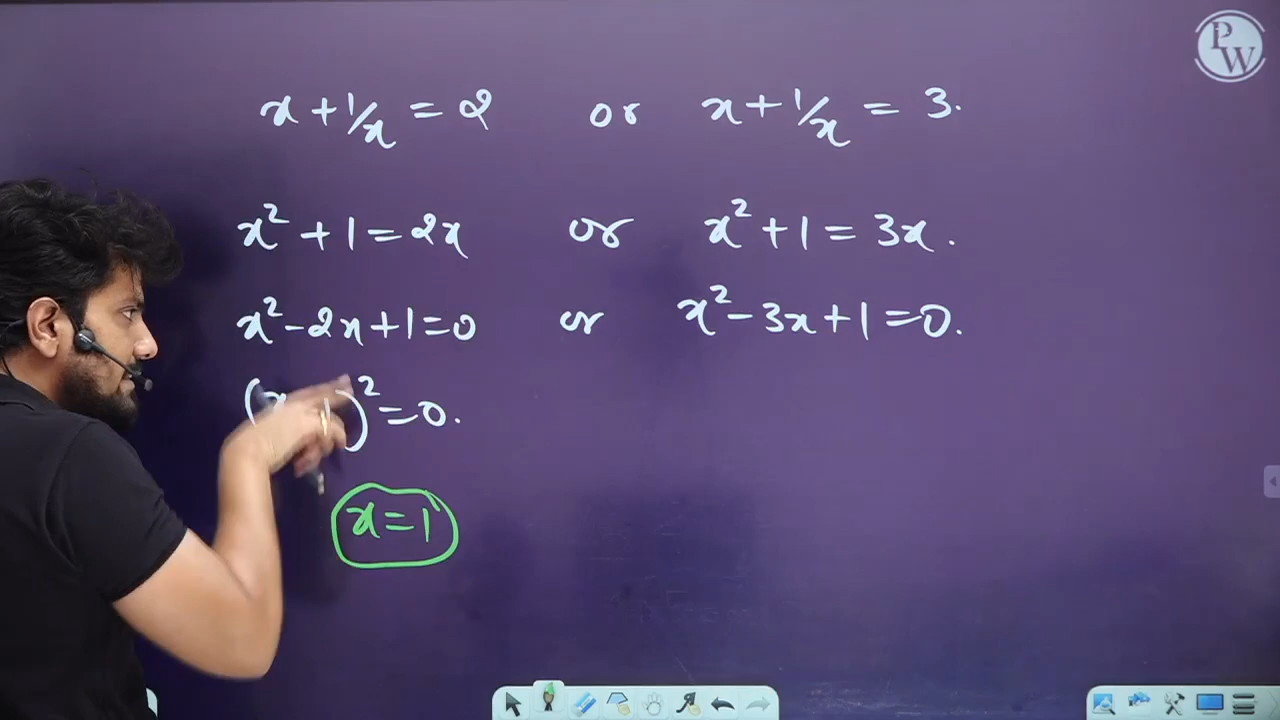 PW
x + 1/x = 2 or x + 1/x = 3.
x² + 1 = 2x or x² + 1 = 3x.
x² - 2x + 1 = 0 or x² - 3x + 1 = 0.
( )² = 0.
x = 1